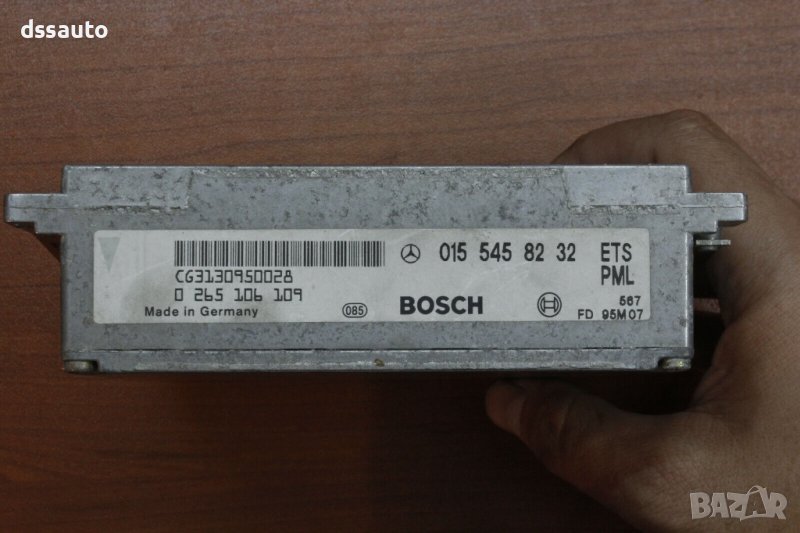 dssauto
015 545 82 32 ETS
PML
CG3130950028
0 265 106 109
Made in Germany
085
BOSCH
567
FD 95M07
BAZAR